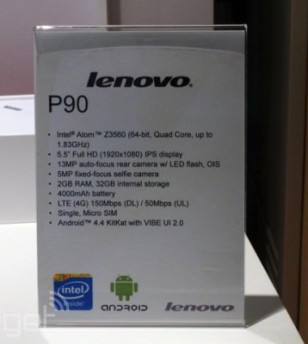 lenovo.
P90
• Intel® Atom™ Z3560 (64-bit, Quad Core, up to
1.83GHz)
• 5.5" Full HD (1920x1080) IPS display
• 13MP auto-focus rear camera w/ LED flash, OIS
• 5MP fixed-focus selfie camera
• 2GB RAM, 32GB internal storage
• 4000mAh battery
• LTE (4G) 150Mbps (DL) / 50Mbps (UL)
• Single, Micro SIM
• Android™ 4.4 KitKat with VIBE UI 2.0
intel inside
ANDROID
lenovo
get